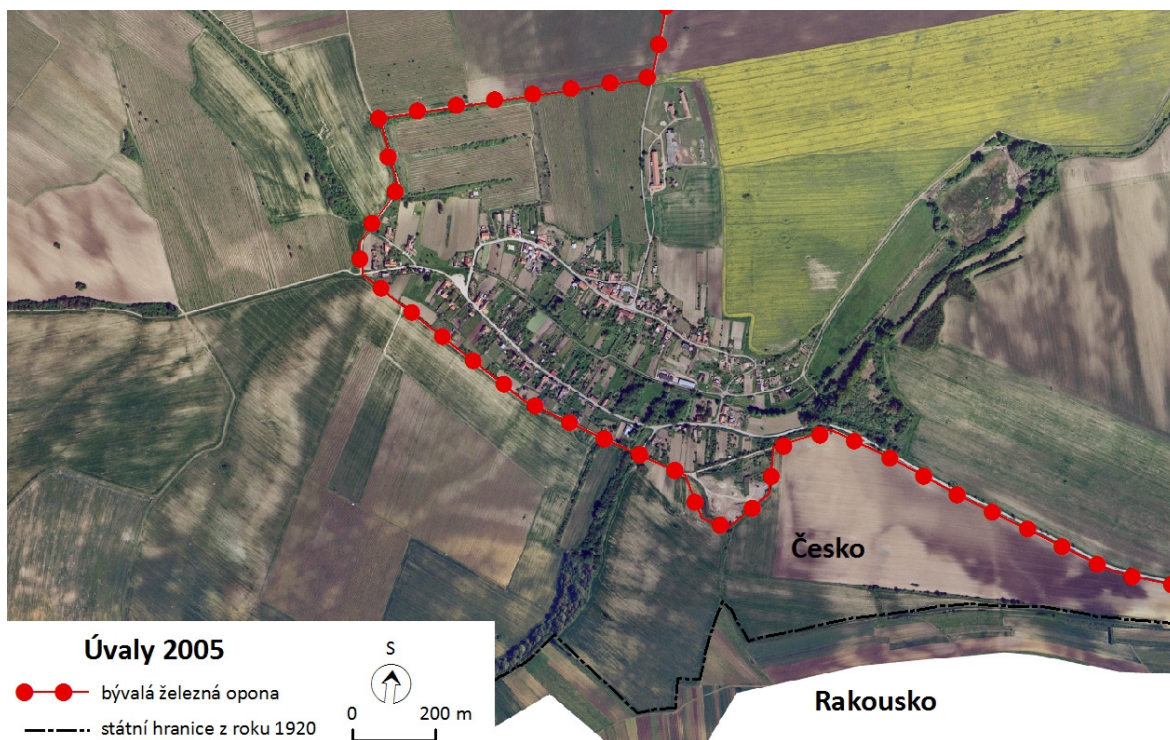 Česko
Rakousko
Úvaly 2005
S
bývalá železná opona
0 200 m
státní hranice z roku 1920